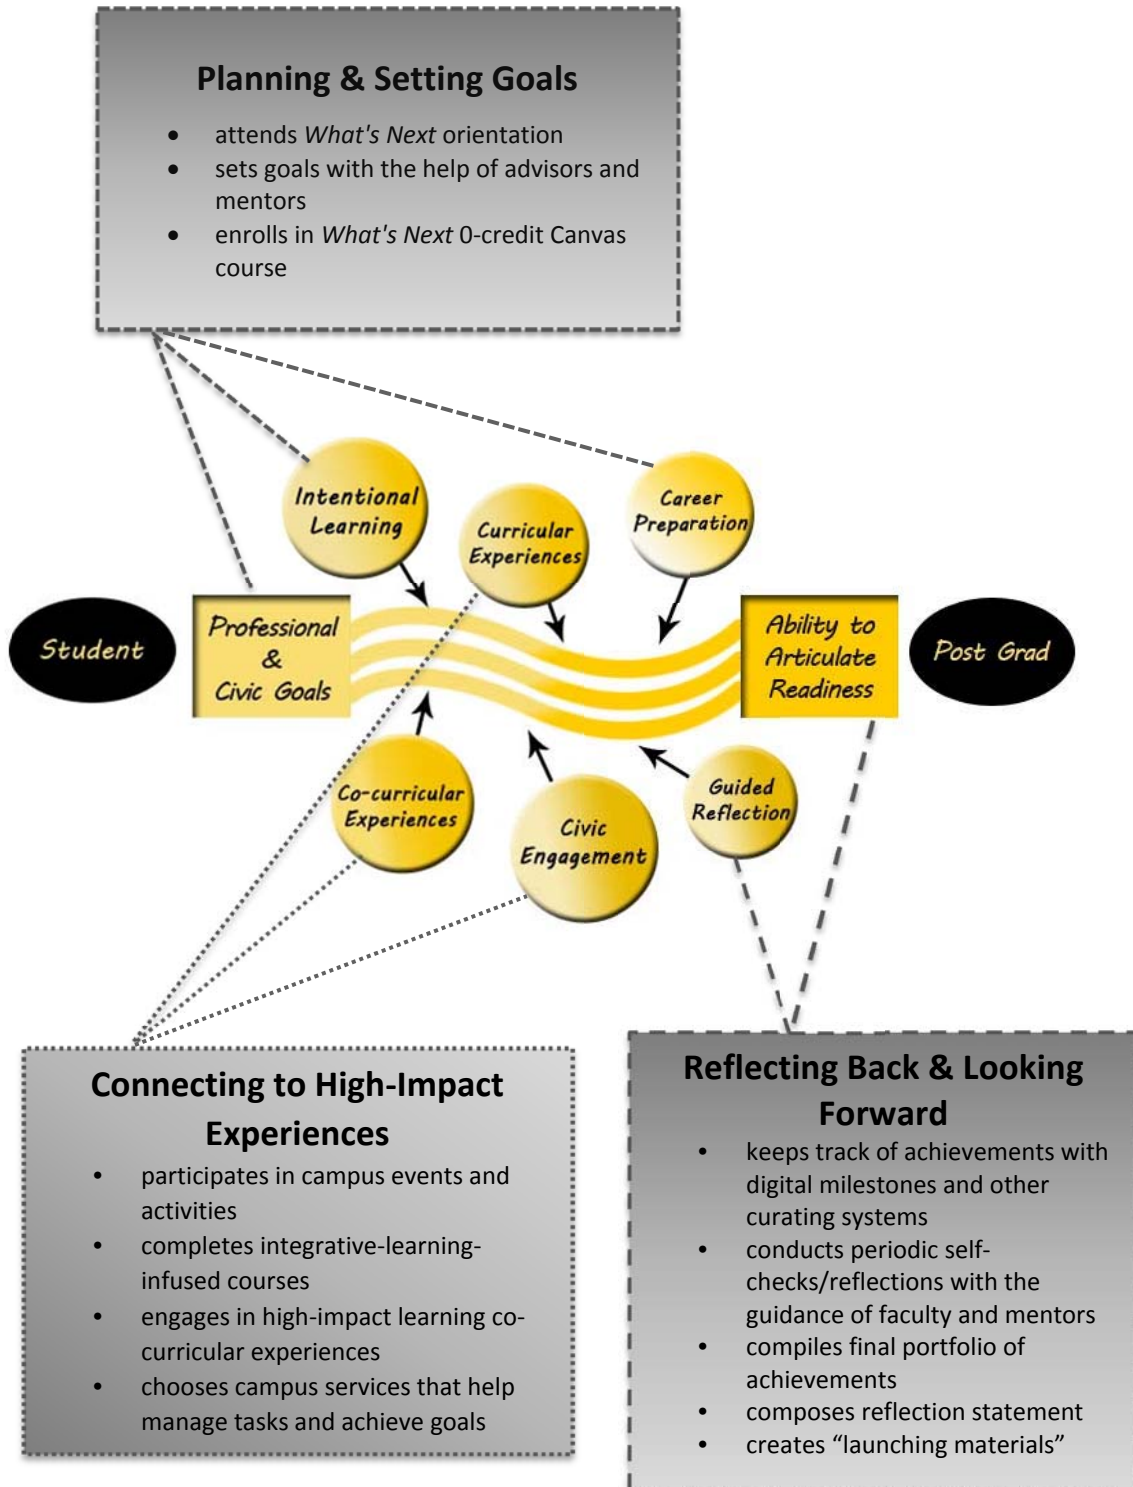 Planning & Setting Goals
• attends What's Next orientation
• sets goals with the help of advisors and
mentors
• enrolls in What's Next 0-credit Canvas
course
Intentional
Learning
Curricular
Experiences
Career
Preparation
Student
Professional
&
Civic Goals
Ability to
Articulate
Readiness
Post Grad
Co-curricular
Experiences
Civic
Engagement
Guided
Reflection
Connecting to High-Impact
Experiences
• participates in campus events and
activities
• completes integrative-learning-
infused courses
• engages in high-impact learning co-
curricular experiences
• chooses campus services that help
manage tasks and achieve goals
Reflecting Back & Looking
Forward
• keeps track of achievements with
digital milestones and other
curating systems
• conducts periodic self-
checks/reflections with the
guidance of faculty and mentors
• compiles final portfolio of
achievements
• composes reflection statement
• creates “launching materials”